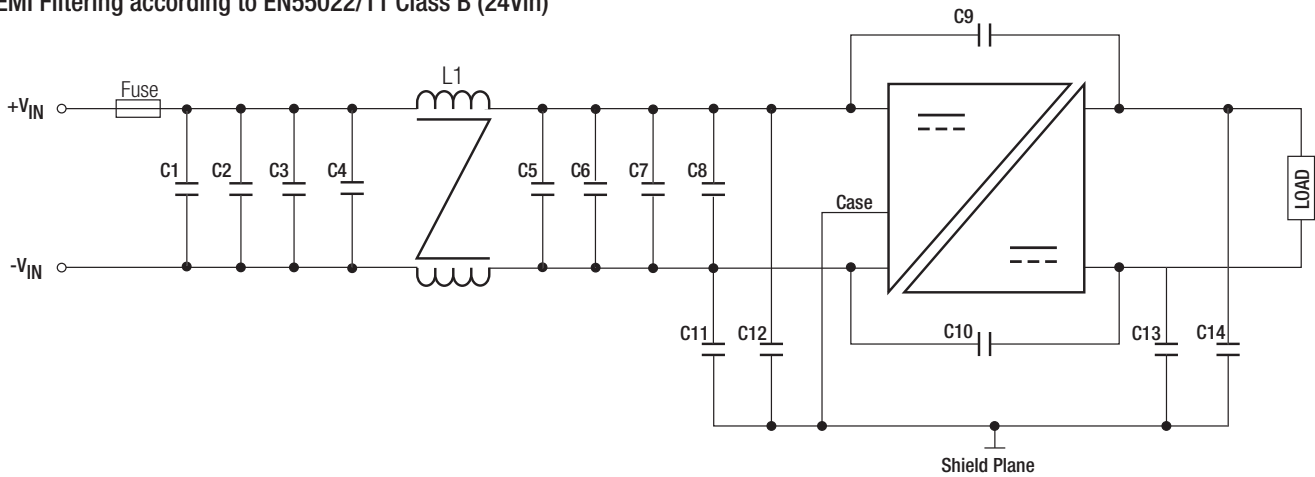 EMI Filtering according to EN55022/11 Class B (24Vin)
C9
L1
Fuse
+VIN
C1
C2
C3
C4
C5
C6
C7
C8
Case
LOAD
-VIN
C11
C12
C10
C13
C14
Shield Plane